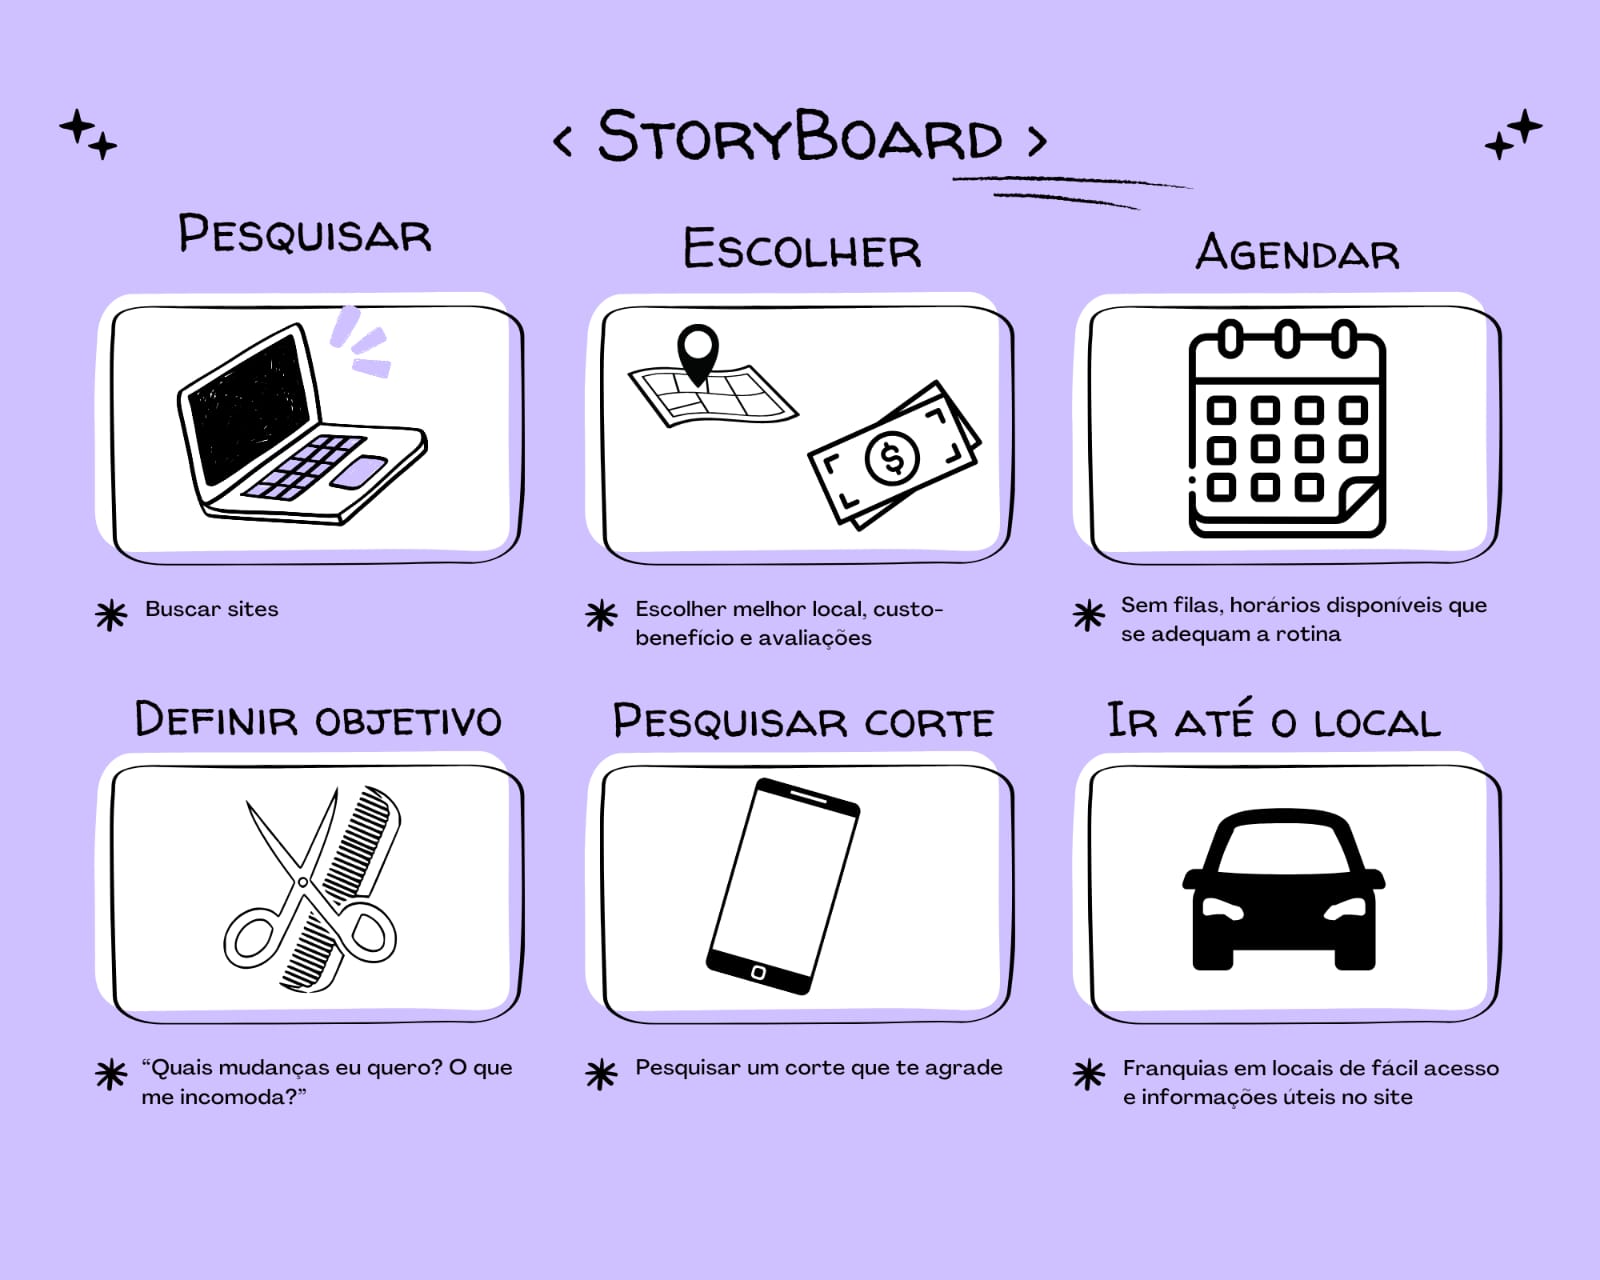 < StoryBoard >
Pesquisar
Escolher
Agendar
Buscar sites
Escolher melhor local, custo-
benefício e avaliações
Sem filas, horários disponíveis que
se adequam a rotina
Definir objetivo
Pesquisar corte
Ir até o local
“Quais mudanças eu quero? O que
me incomoda?”
Pesquisar um corte que te agrade
Franquias em locais de fácil acesso
e informações úteis no site